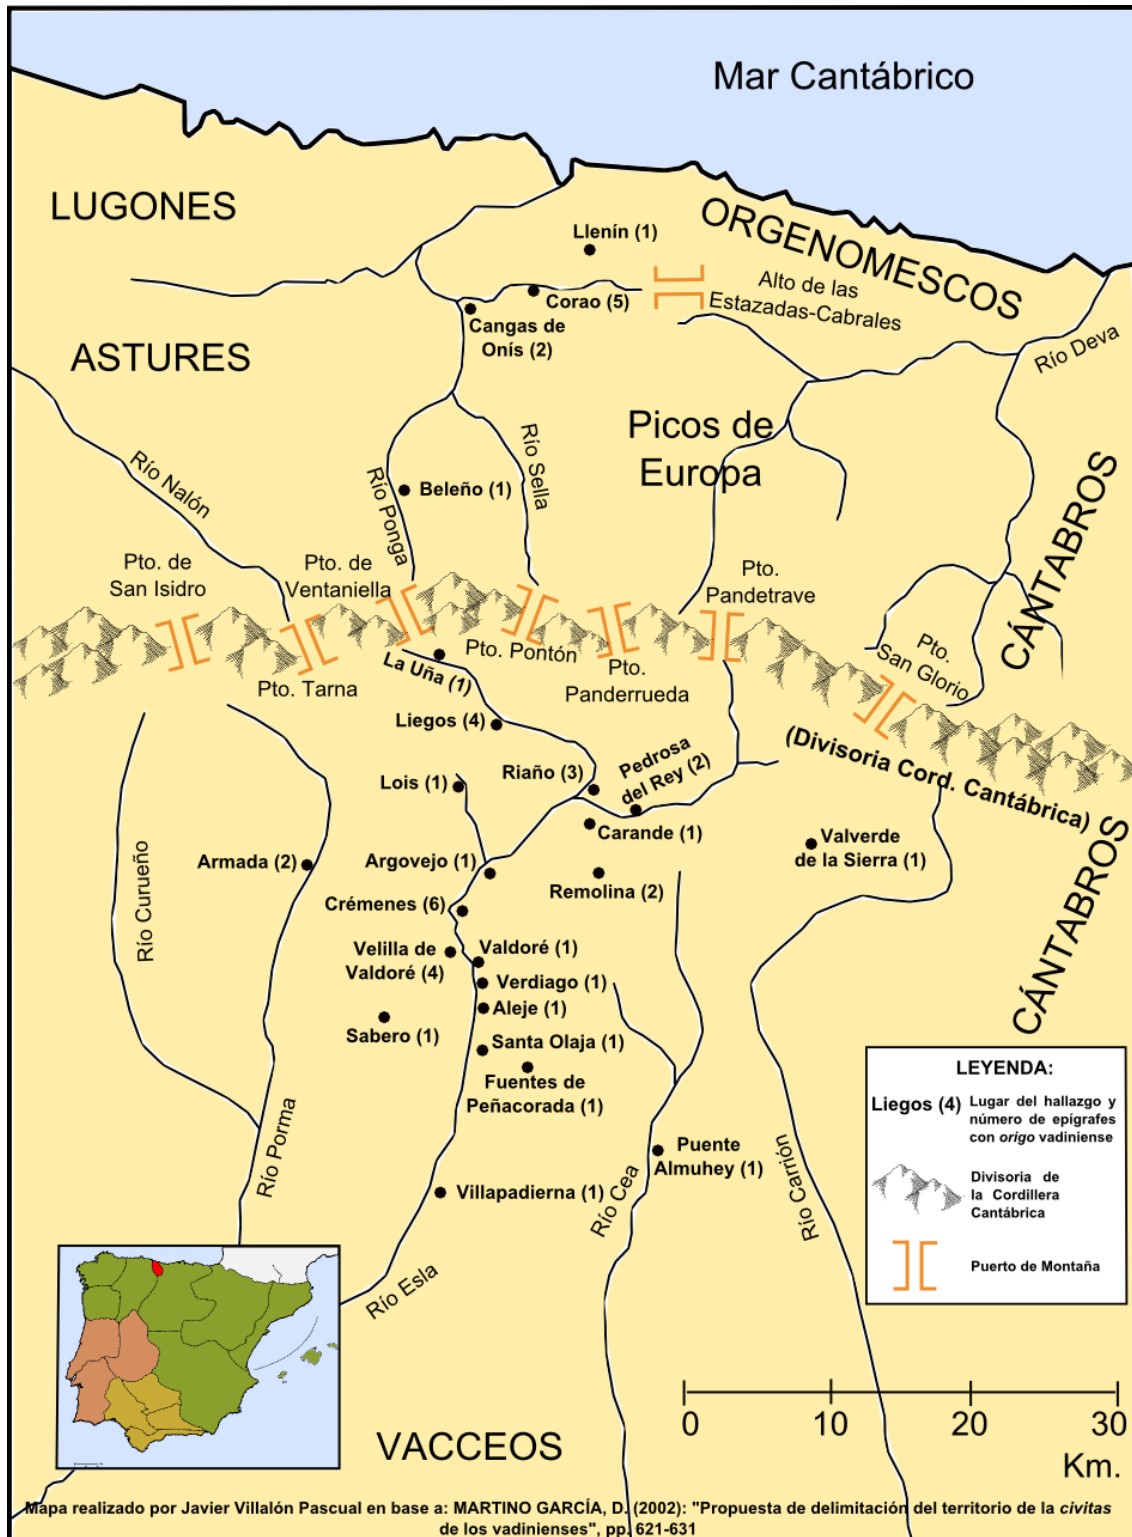 Mar Cantábrico
LUGONES
ORGENOMESCOS
Llenín (1)
Alto de las
Estazadas-Cabrales
Corao (5)
Cangas de
Onís (2)
ASTURES
Río Deva
Picos de
Europa
Río Nalón
Río Ponga
Río Sella
Beleño (1)
CÁNTABROS
Pto. de
San Isidro
Pto. de
Ventaniella
Pto.
Pandetrave
Pto. Tarna
La Uña (1)
Pto. Pontón
Pto.
Panderrueda
Pto.
San Glorio
Liegos (4)
(Divisoria Cord. Cantábrica)
Riaño (3)
Pedrosa
del Rey (2)
Lois (1)
Carande (1)
Valverde
de la Sierra (1)
CÁNTABROS
Armada (2)
Argovejo (1)
Remolina (2)
Río Curueño
Crémenes (6)
Velilla de
Valdoré (4)
Valdoré (1)
Verdiago (1)
Aleje (1)
Sabero (1)
Santa Olaja (1)
Fuentes de
Peñacorada (1)
Río Porma
Puente
Almuhey (1)
Villapadierna (1)
Río Cea
Río Carrión
Río Esla
LEYENDA:
Liegos (4)
Lugar del hallazgo y
número de epígrafes
con origo vadiniense
Divisoria de
la Cordillera
Cantábrica
Puerto de Montaña
0 10 20 30
Km.
VACCEOS
Mapa realizado por Javier Villalón Pascual en base a: MARTINO GARCÍA, D. (2002): "Propuesta de delimitación del territorio de la civitas
de los vadinienses", pp. 621-631